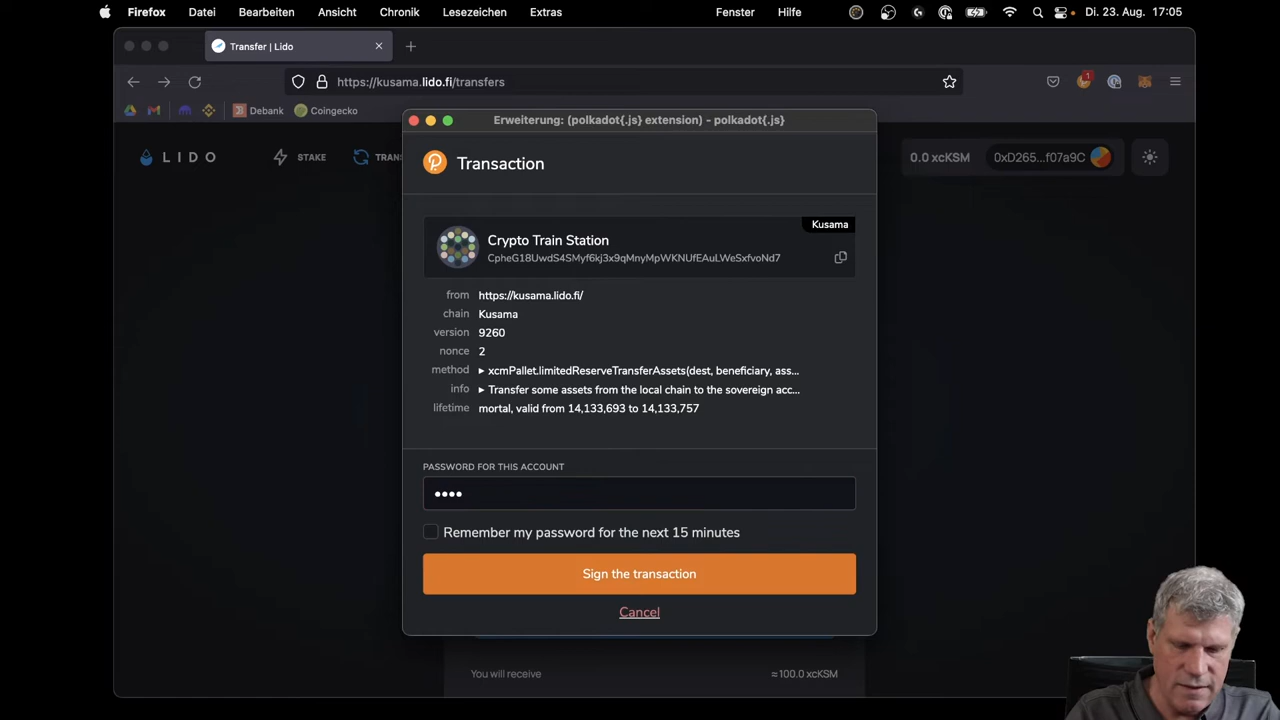 Firefox Datei Bearbeiten Ansicht Chronik Lesezeichen Extras Fenster Hilfe Di. 23. Aug. 17:05
Transfer | Lido
https://kusama.lido.fi/transfers
1
Debank Coingecko
Erweiterung: (polkadot{.js} extension) - polkadot{.js}
LIDO STAKE TRAN 0.0 xcKSM 0xD265...f07a9C
Transaction
Kusama
Crypto Train Station
CpheG18UwdS4SMyf6kj3x9qMnyMpWKNUfEAuLWeSxfvoNd7
from https://kusama.lido.fi/
chain Kusama
version 9260
nonce 2
method ▸ xcmPallet.limitedReserveTransferAssets(dest, beneficiary, ass...
info ▸ Transfer some assets from the local chain to the sovereign acc...
lifetime mortal, valid from 14,133,693 to 14,133,757
PASSWORD FOR THIS ACCOUNT
••••
Remember my password for the next 15 minutes
Sign the transaction
Cancel
You will receive ≈100.0 xcKSM